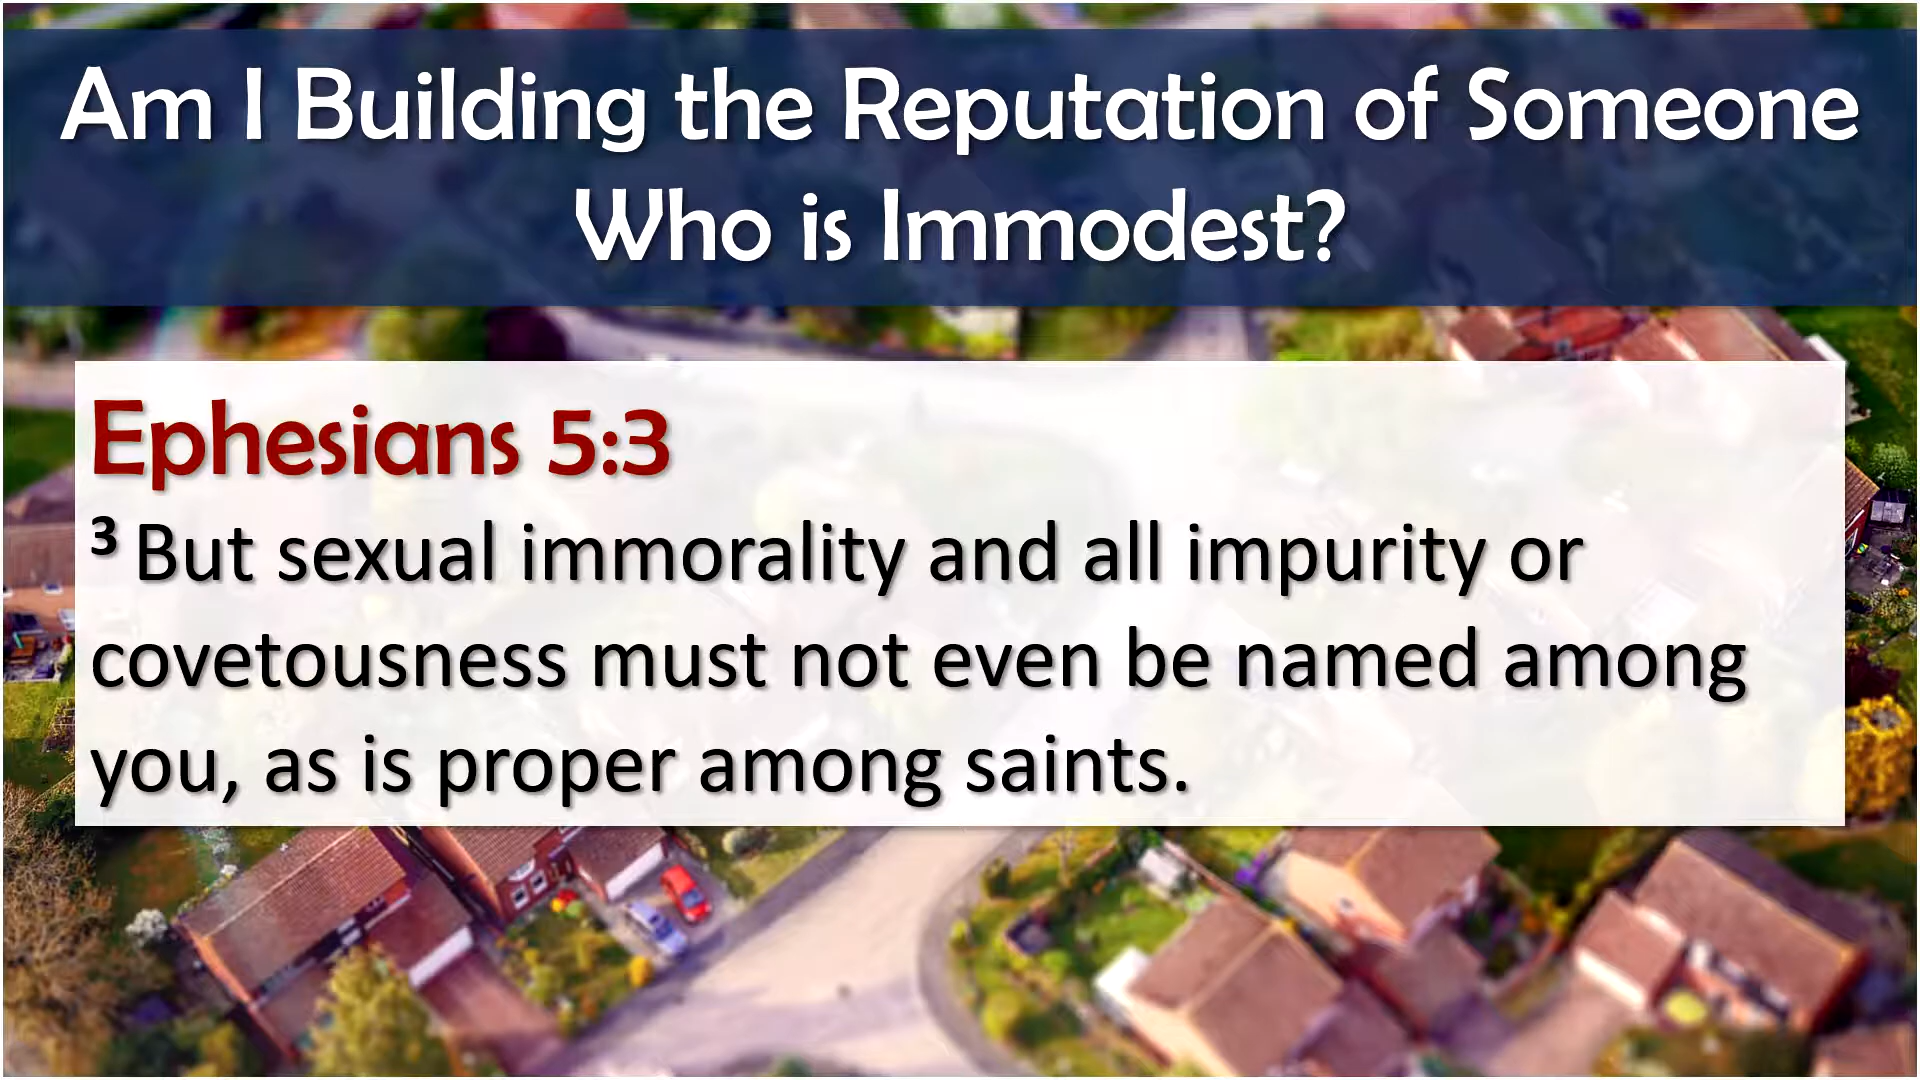 Am I Building the Reputation of Someone
Who is Immodest?
Ephesians 5:3
3 But sexual immorality and all impurity or
covetousness must not even be named among
you, as is proper among saints.